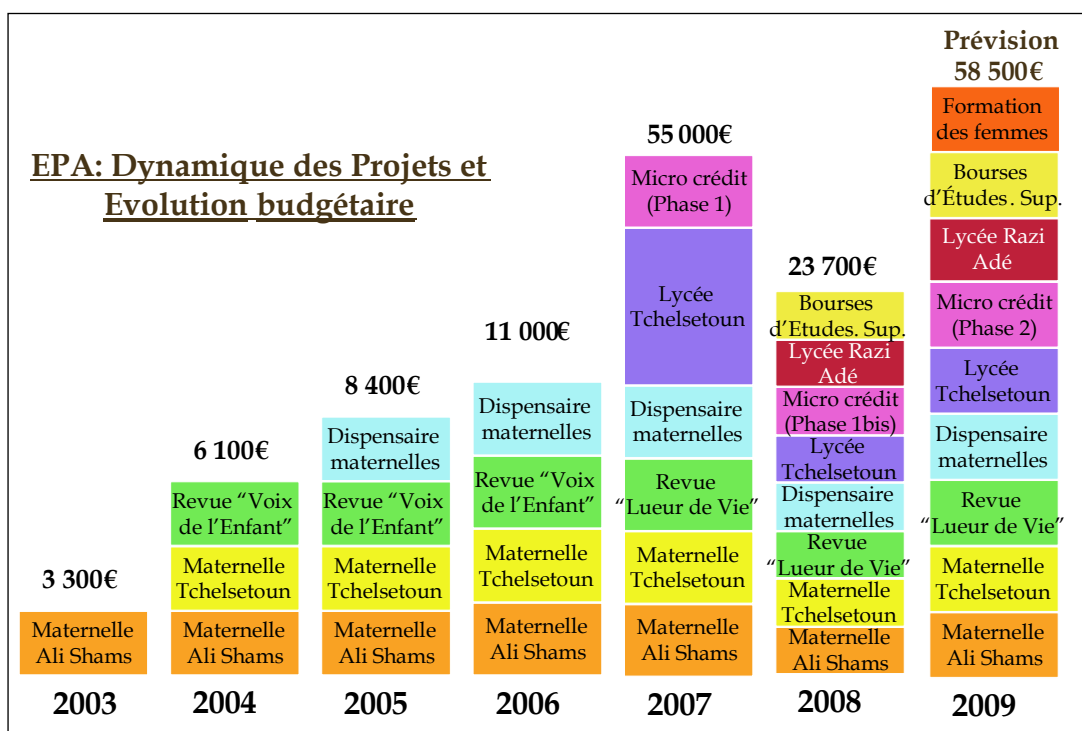 EPA: Dynamique des Projets et
Evolution budgétaire
3 300€
Maternelle
Ali Shams
2003
6 100€
Revue “Voix
de l’Enfant”
Maternelle
Tchelsetoun
Maternelle
Ali Shams
2004
8 400€
Dispensaire
maternelles
Revue “Voix
de l’Enfant”
Maternelle
Tchelsetoun
Maternelle
Ali Shams
2005
11 000€
Dispensaire
maternelles
Revue “Voix
de l’Enfant”
Maternelle
Tchelsetoun
Maternelle
Ali Shams
2006
55 000€
Micro crédit
(Phase 1)
Lycée
Tchelsetoun
Dispensaire
maternelles
Revue
“Lueur de Vie”
Maternelle
Tchelsetoun
Maternelle
Ali Shams
2007
23 700€
Bourses
d’Etudes. Sup.
Lycée Razi
Adé
Micro crédit
(Phase 1bis)
Lycée
Tchelsetoun
Dispensaire
maternelles
Revue
“Lueur de Vie”
Maternelle
Tchelsetoun
Maternelle
Ali Shams
2008
Prévision
58 500€
Formation
des femmes
Bourses
d’Études. Sup.
Lycée Razi
Adé
Micro crédit
(Phase 2)
Lycée
Tchelsetoun
Dispensaire
maternelles
Revue
“Lueur de Vie”
Maternelle
Tchelsetoun
Maternelle
Ali Shams
2009